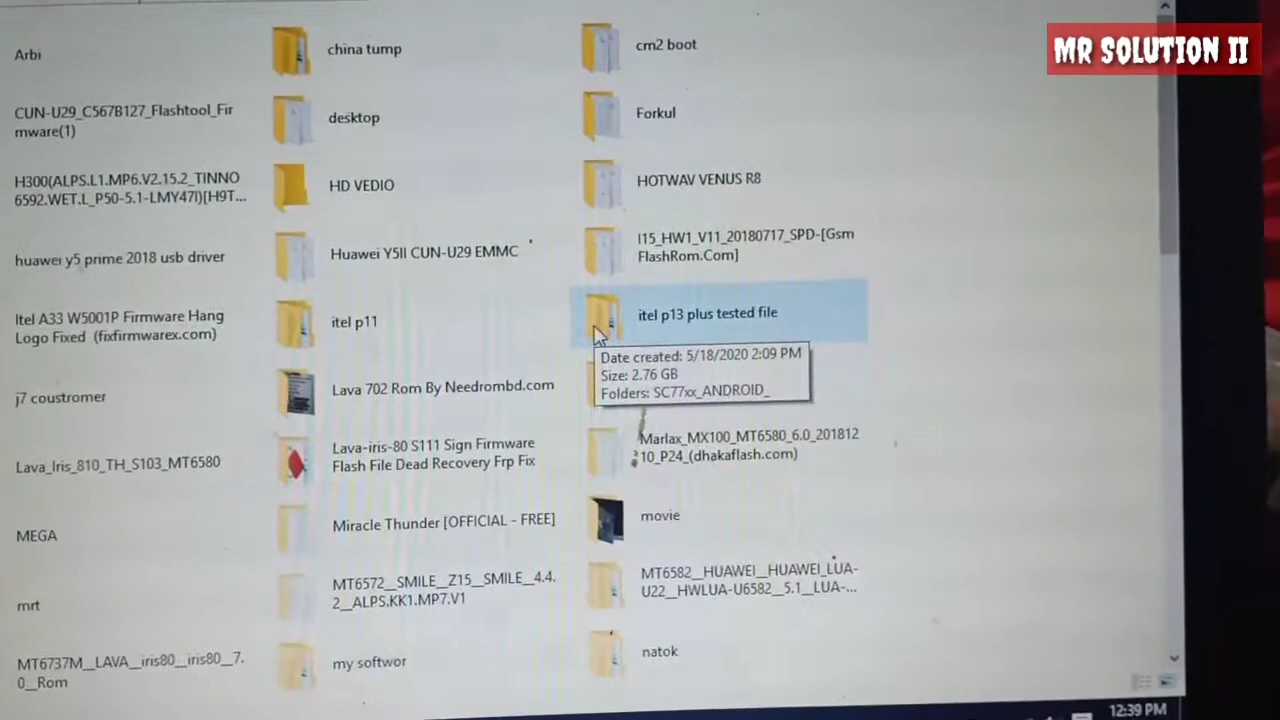 MR SOLUTION II
Arbi
china tump
cm2 boot
CUN-U29_C567B127_Flashtool_Fir
mware(1)
desktop
Forkul
H300(ALPS.L1.MP6.V2.15.2_TINNO
6592.WET.L_P50-5.1-LMY47I)[H9T...
HD VEDIO
HOTWAV VENUS R8
huawei y5 prime 2018 usb driver
Huawei Y5II CUN-U29 EMMC
I15_HW1_V11_20180717_SPD-[Gsm
FlashRom.Com]
Itel A33 W5001P Firmware Hang
Logo Fixed (fixfirmwarex.com)
itel p11
itel p13 plus tested file
Date created: 5/18/2020 2:09 PM
Size: 2.76 GB
Folders: SC77xx_ANDROID_
j7 coustromer
Lava 702 Rom By Needrombd.com
Lava_Iris_810_TH_S103_MT6580
Lava-iris-80 S111 Sign Firmware
Flash File Dead Recovery Frp Fix
Marlax_MX100_MT6580_6.0_201812
10_P24_(dhakaflash.com)
MEGA
Miracle Thunder [OFFICIAL - FREE]
movie
mrt
MT6572__SMILE__Z15__SMILE__4.4.
2__ALPS.KK1.MP7.V1
MT6582__HUAWEI__HUAWEI_LUA-
U22__HWLUA-U6582__5.1__LUA-...
MT6737M__LAVA__iris80__iris80__7.
0__Rom
my softwor
natok
12:39 PM